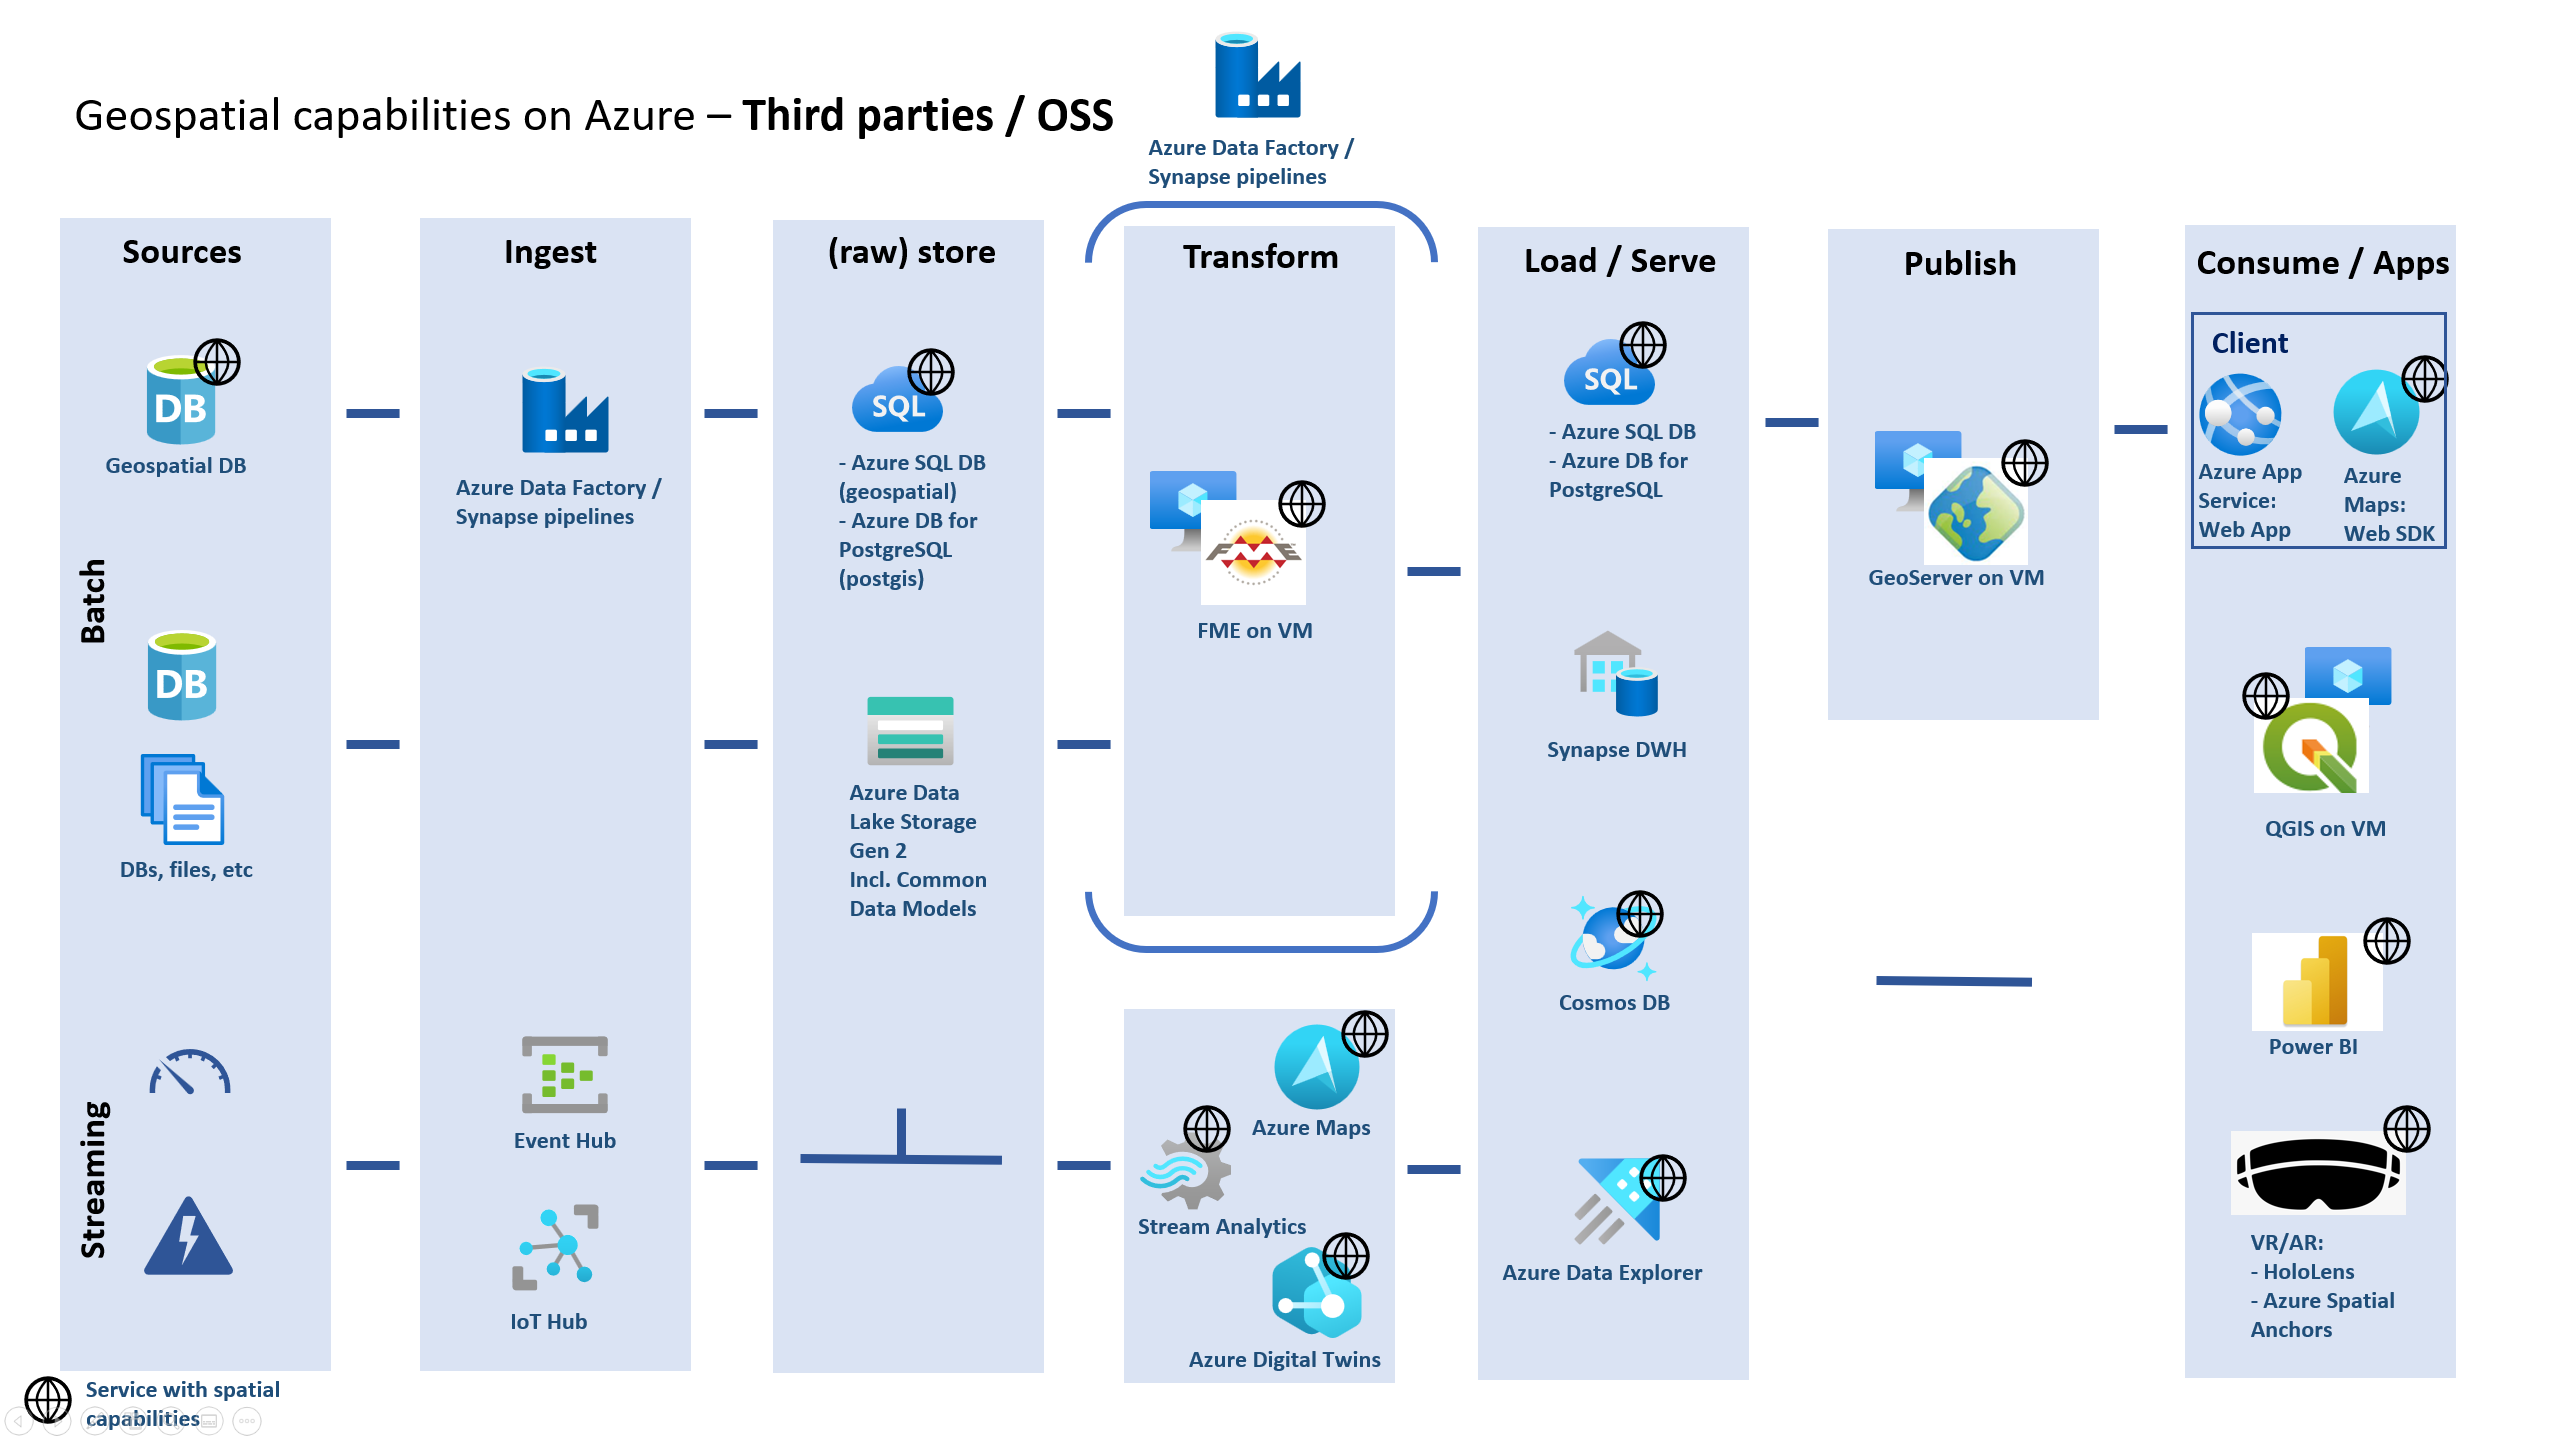 Geospatial capabilities on Azure – Third parties / OSS
Azure Data Factory /
Synapse pipelines
Sources
Batch
DB
Geospatial DB
DB
DBs, files, etc
Streaming
Ingest
Azure Data Factory /
Synapse pipelines
Event Hub
IoT Hub
(raw) store
SQL
- Azure SQL DB
(geospatial)
- Azure DB for
PostgreSQL
(postgis)
Azure Data
Lake Storage
Gen 2
Incl. Common
Data Models
Transform
FME
FME on VM
Azure Maps
Stream Analytics
Azure Digital Twins
Load / Serve
SQL
- Azure SQL DB
- Azure DB for
PostgreSQL
Synapse DWH
Cosmos DB
Azure Data Explorer
Publish
GeoServer on VM
Consume / Apps
Client
Azure App
Service:
Web App
Azure
Maps:
Web SDK
QGIS on VM
Power BI
VR/AR:
- HoloLens
- Azure Spatial
Anchors
Service with spatial
capabilities